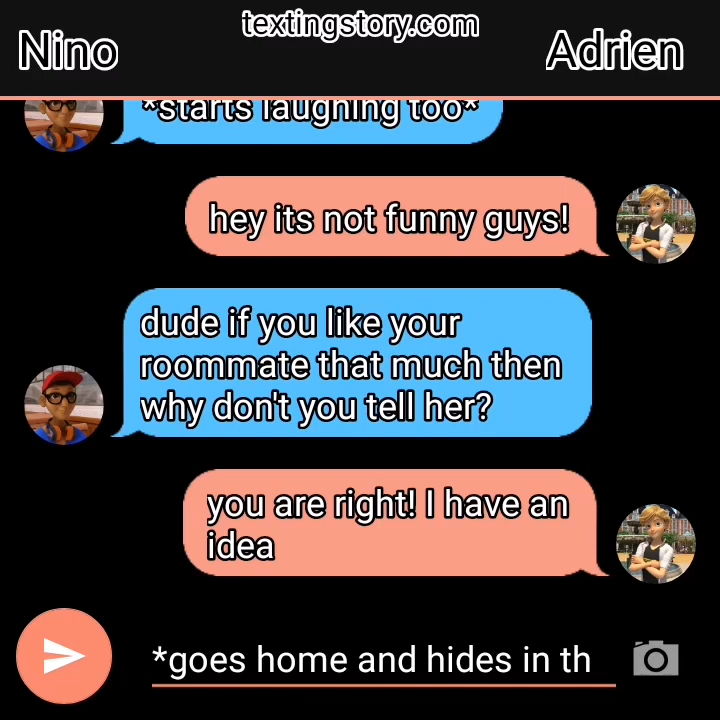 textingstory.com
Nino
Adrien
*starts laughing too*
hey its not funny guys!
dude if you like your
roommate that much then
why don't you tell her?
you are right! I have an
idea
*goes home and hides in th